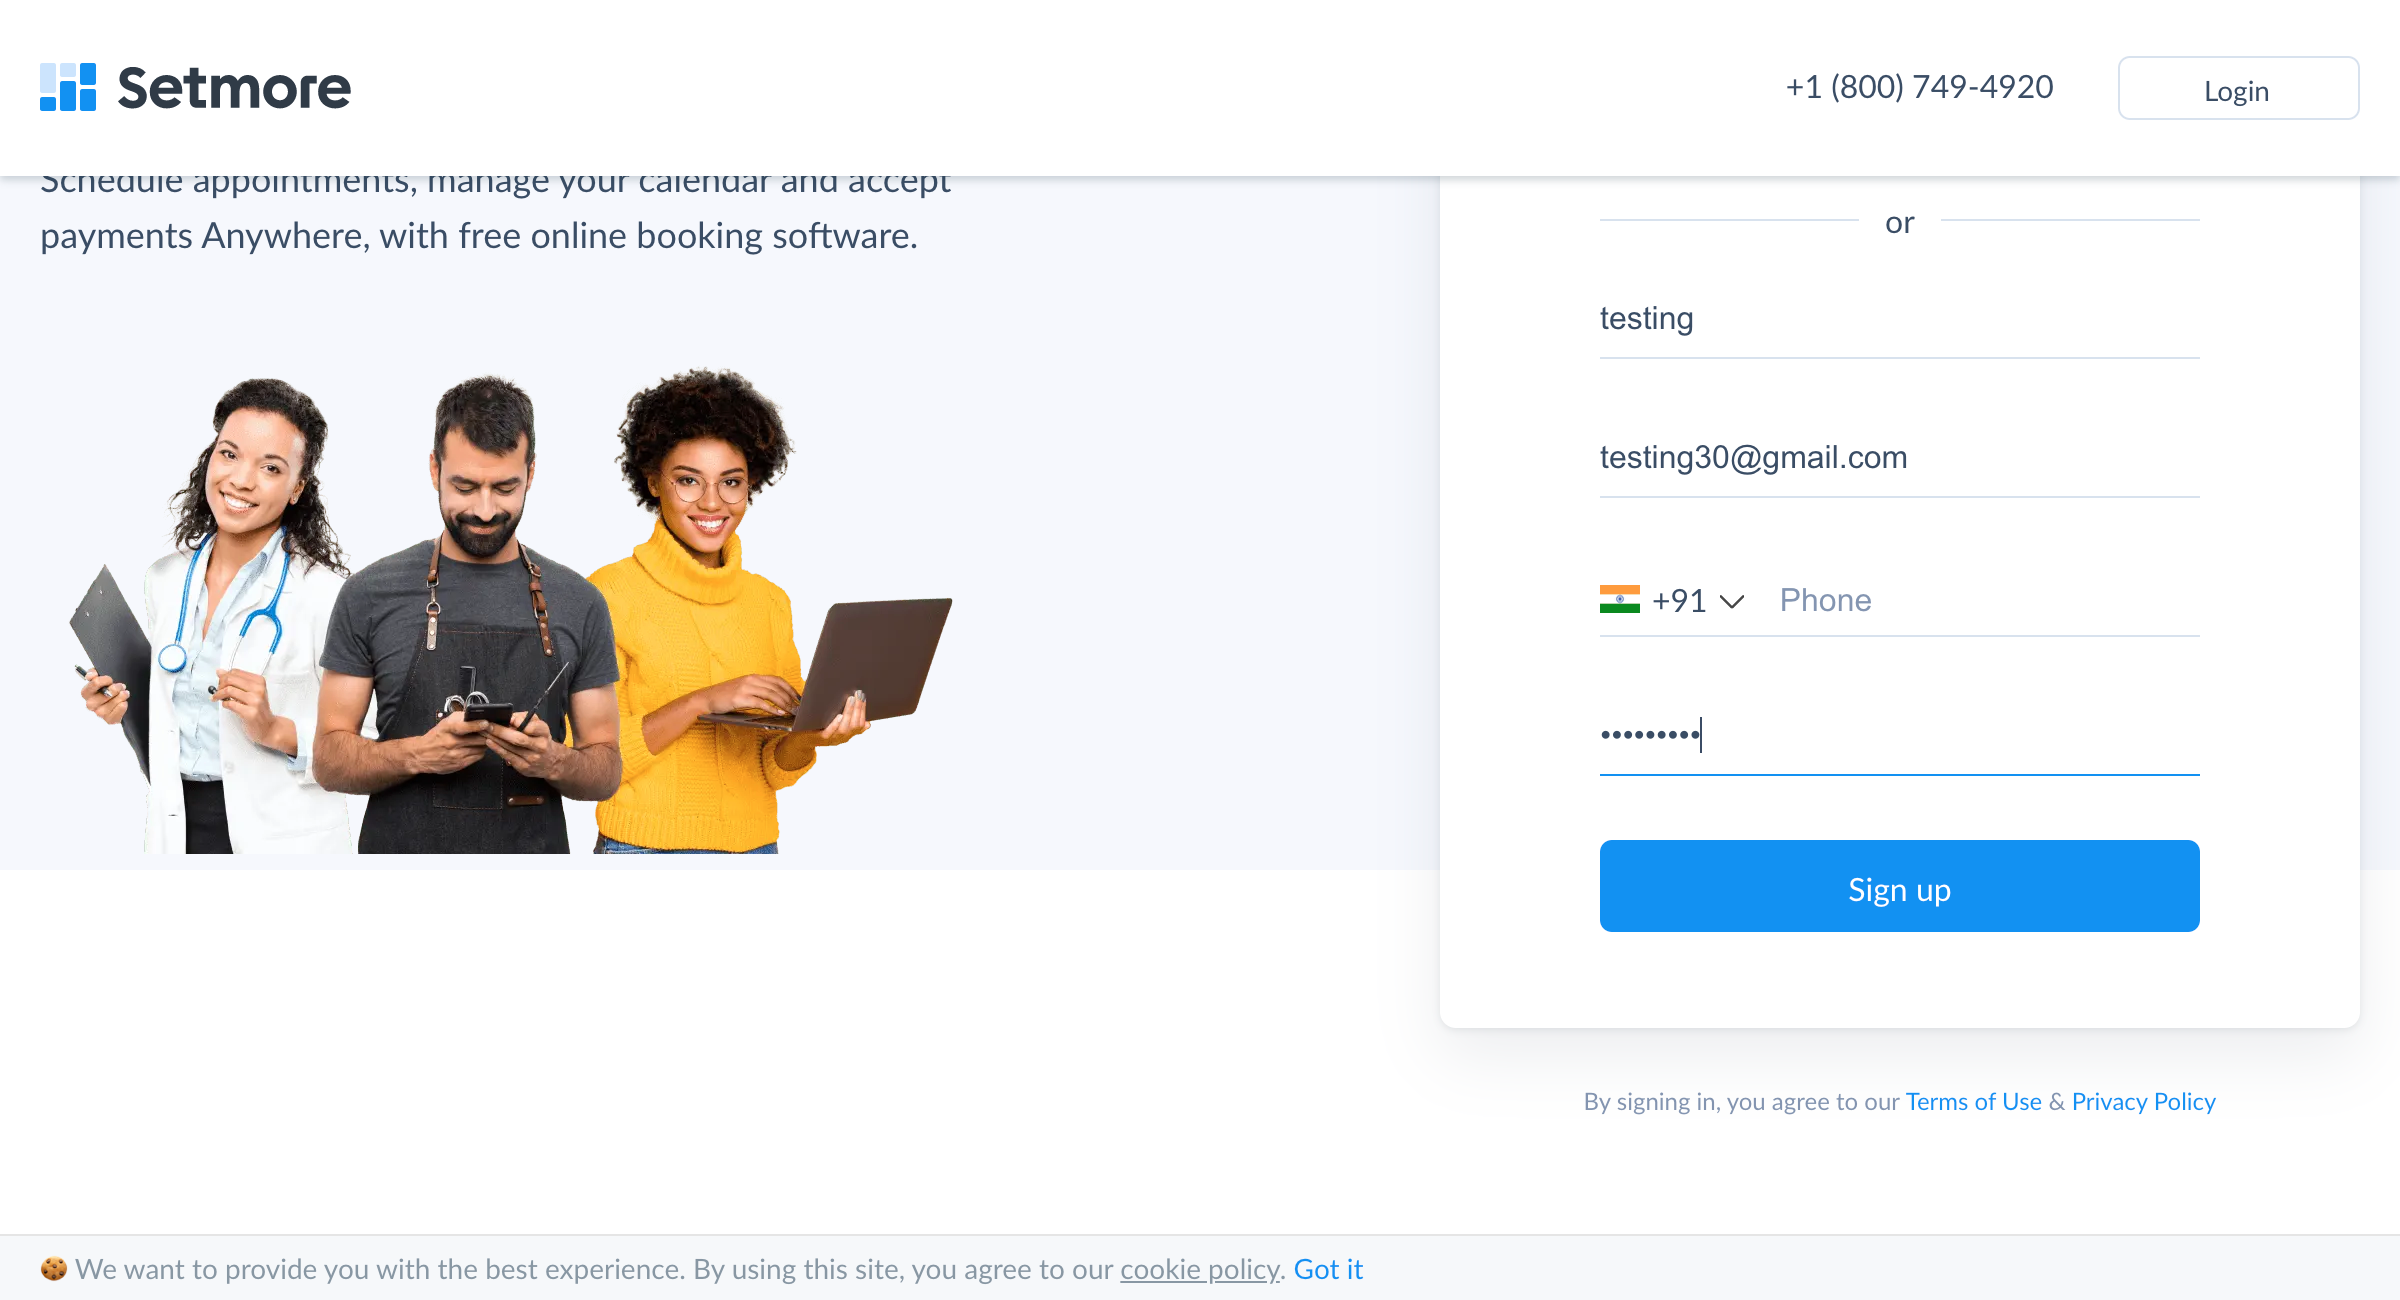 Setmore
+1 (800) 749-4920
Login
Schedule appointments, manage your calendar and accept
payments Anywhere, with free online booking software.
or
testing
testing30@gmail.com
+91
Phone
•••••••••
Sign up
By signing in, you agree to our Terms of Use & Privacy Policy
We want to provide you with the best experience. By using this site, you agree to our cookie policy. Got it